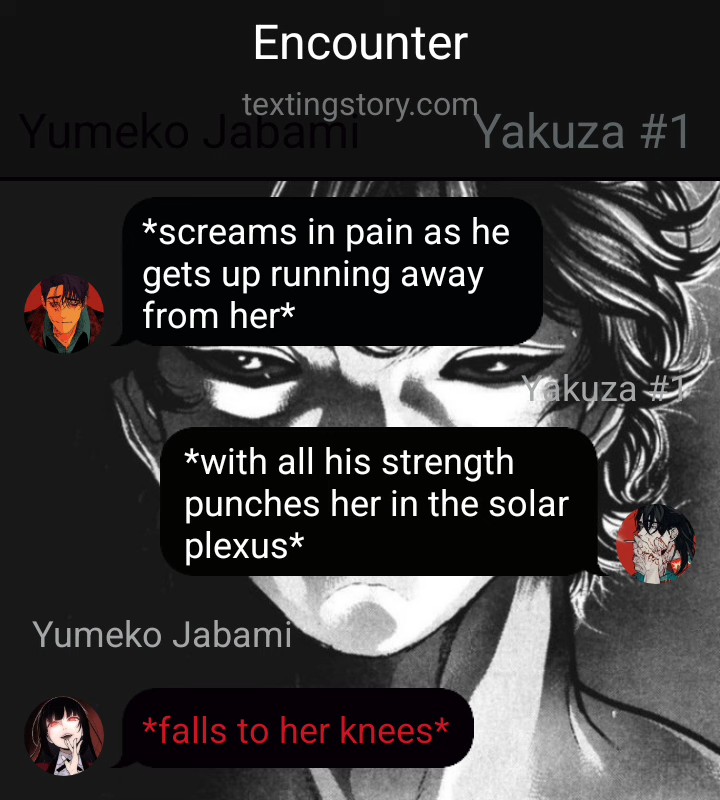 Encounter
textingstory.com
Yumeko Jabami Yakuza #1
*screams in pain as he
gets up running away
from her*
Yakuza #1
*with all his strength
punches her in the solar
plexus*
Yumeko Jabami
*falls to her knees*